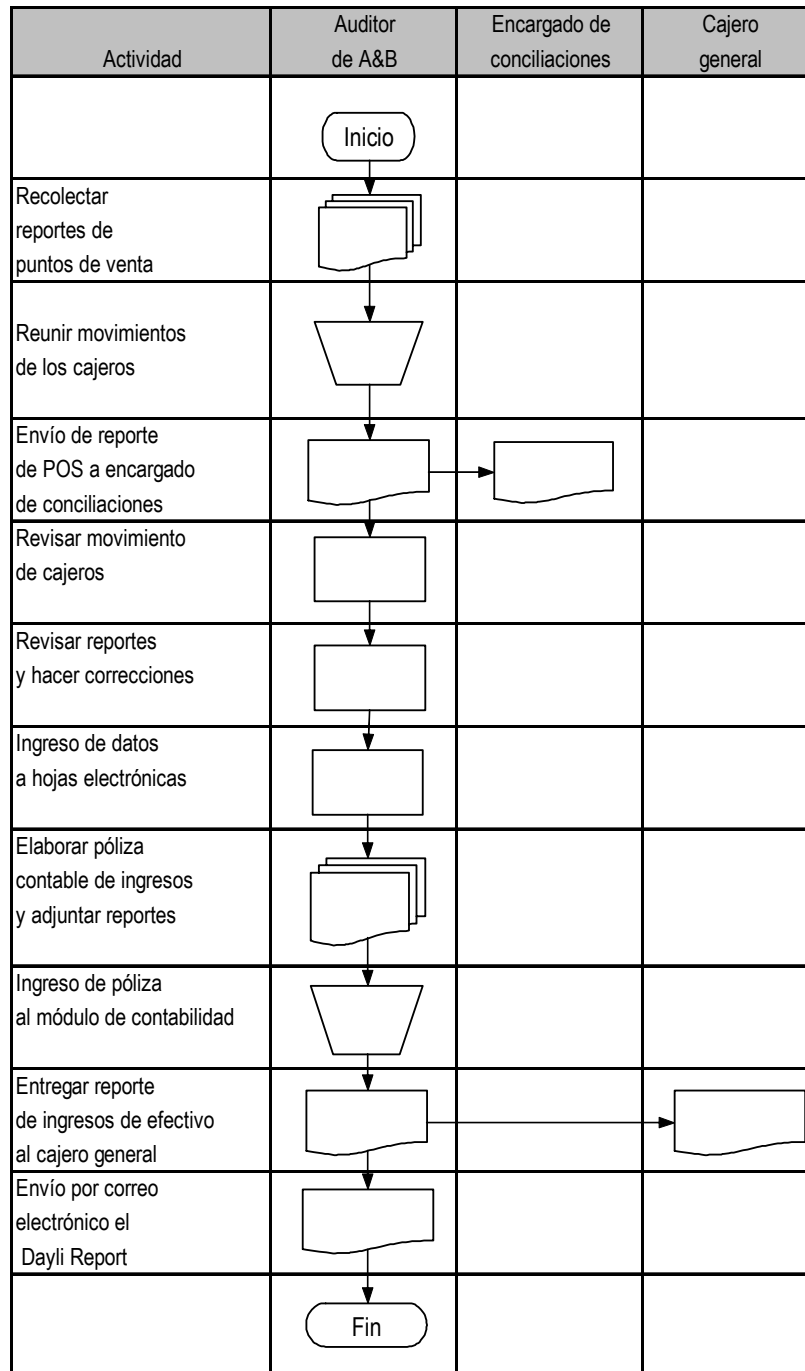 Actividad
Auditor
de A&B
Encargado de
conciliaciones
Cajero
general
Inicio
Recolectar
reportes de
puntos de venta
Reunir movimientos
de los cajeros
Envío de reporte
de POS a encargado
de conciliaciones
Revisar movimiento
de cajeros
Revisar reportes
y hacer correcciones
Ingreso de datos
a hojas electrónicas
Elaborar póliza
contable de ingresos
y adjuntar reportes
Ingreso de póliza
al módulo de contabilidad
Entregar reporte
de ingresos de efectivo
al cajero general
Envío por correo
electrónico el
Dayli Report
Fin